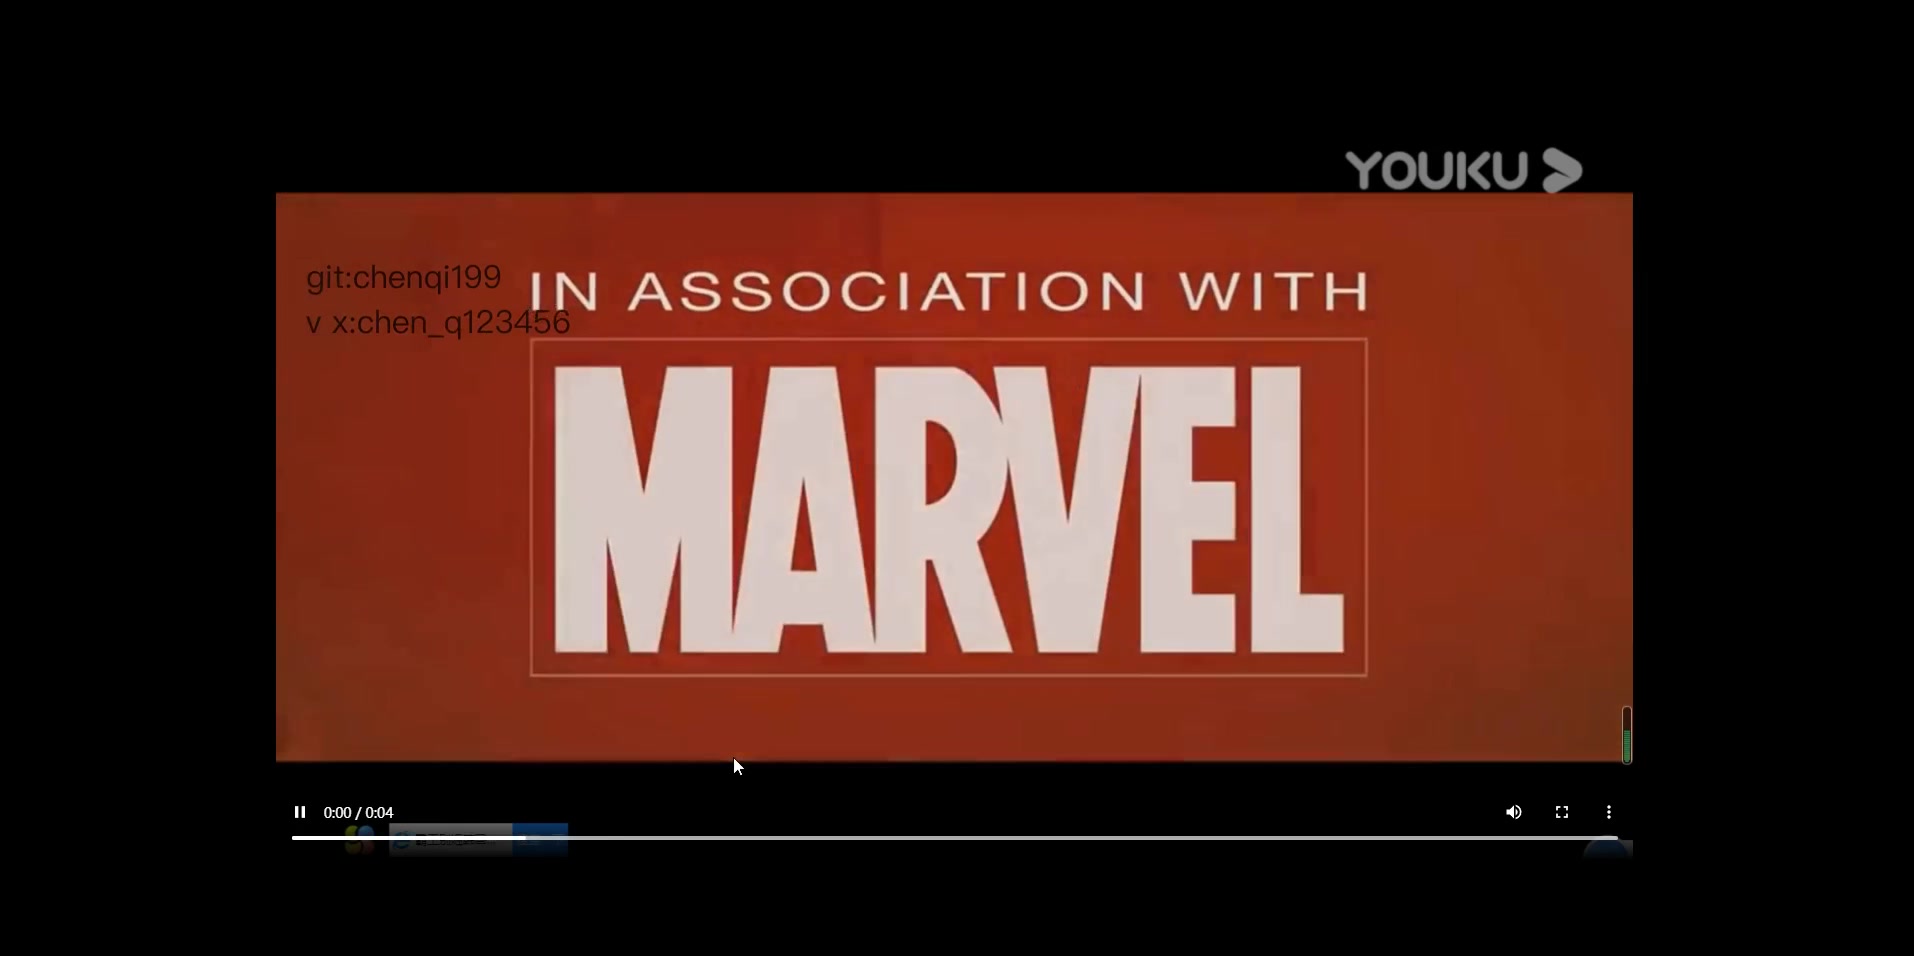 YOUKU
git:chenqi199
v x:chen_q123456
IN ASSOCIATION WITH
MARVEL
0:00 / 0:04